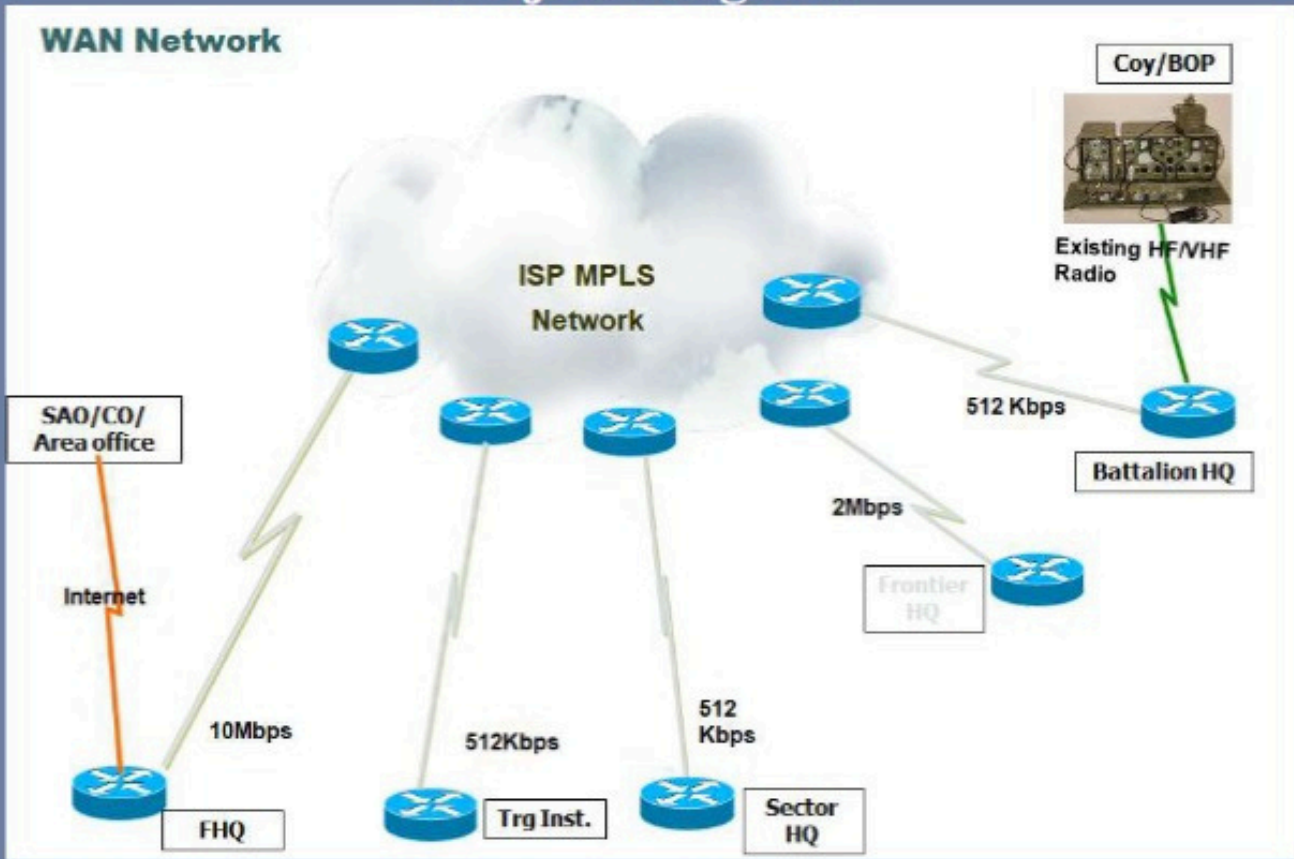 WAN Network
Coy/BOP
Existing HF/VHF
Radio
ISP MPLS
Network
512 Kbps
SAO/CO/
Area office
Battalion HQ
2Mbps
Frontier
HQ
Internet
10Mbps
512Kbps
512
Kbps
FHQ
Trg Inst.
Sector
HQ